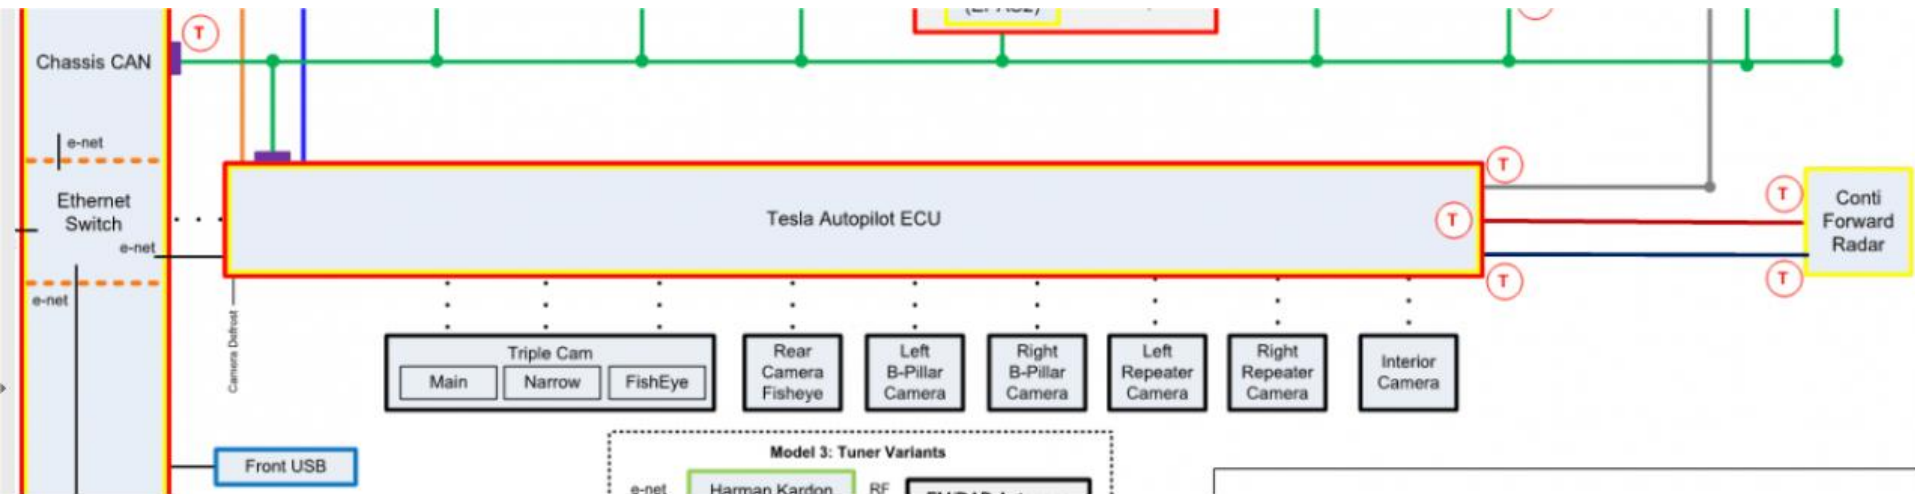 (EPAS2)
T
Chassis CAN
e-net
T
Ethernet
Switch
e-net
Tesla Autopilot ECU
T
T
Conti
Forward
Radar
T
T
e-net
Camera Defrost
Triple Cam
Main
Narrow
FishEye
Rear
Camera
Fisheye
Left
B-Pillar
Camera
Right
B-Pillar
Camera
Left
Repeater
Camera
Right
Repeater
Camera
Interior
Camera
Front USB
Model 3: Tuner Variants
e-net
Harman Kardon
RF